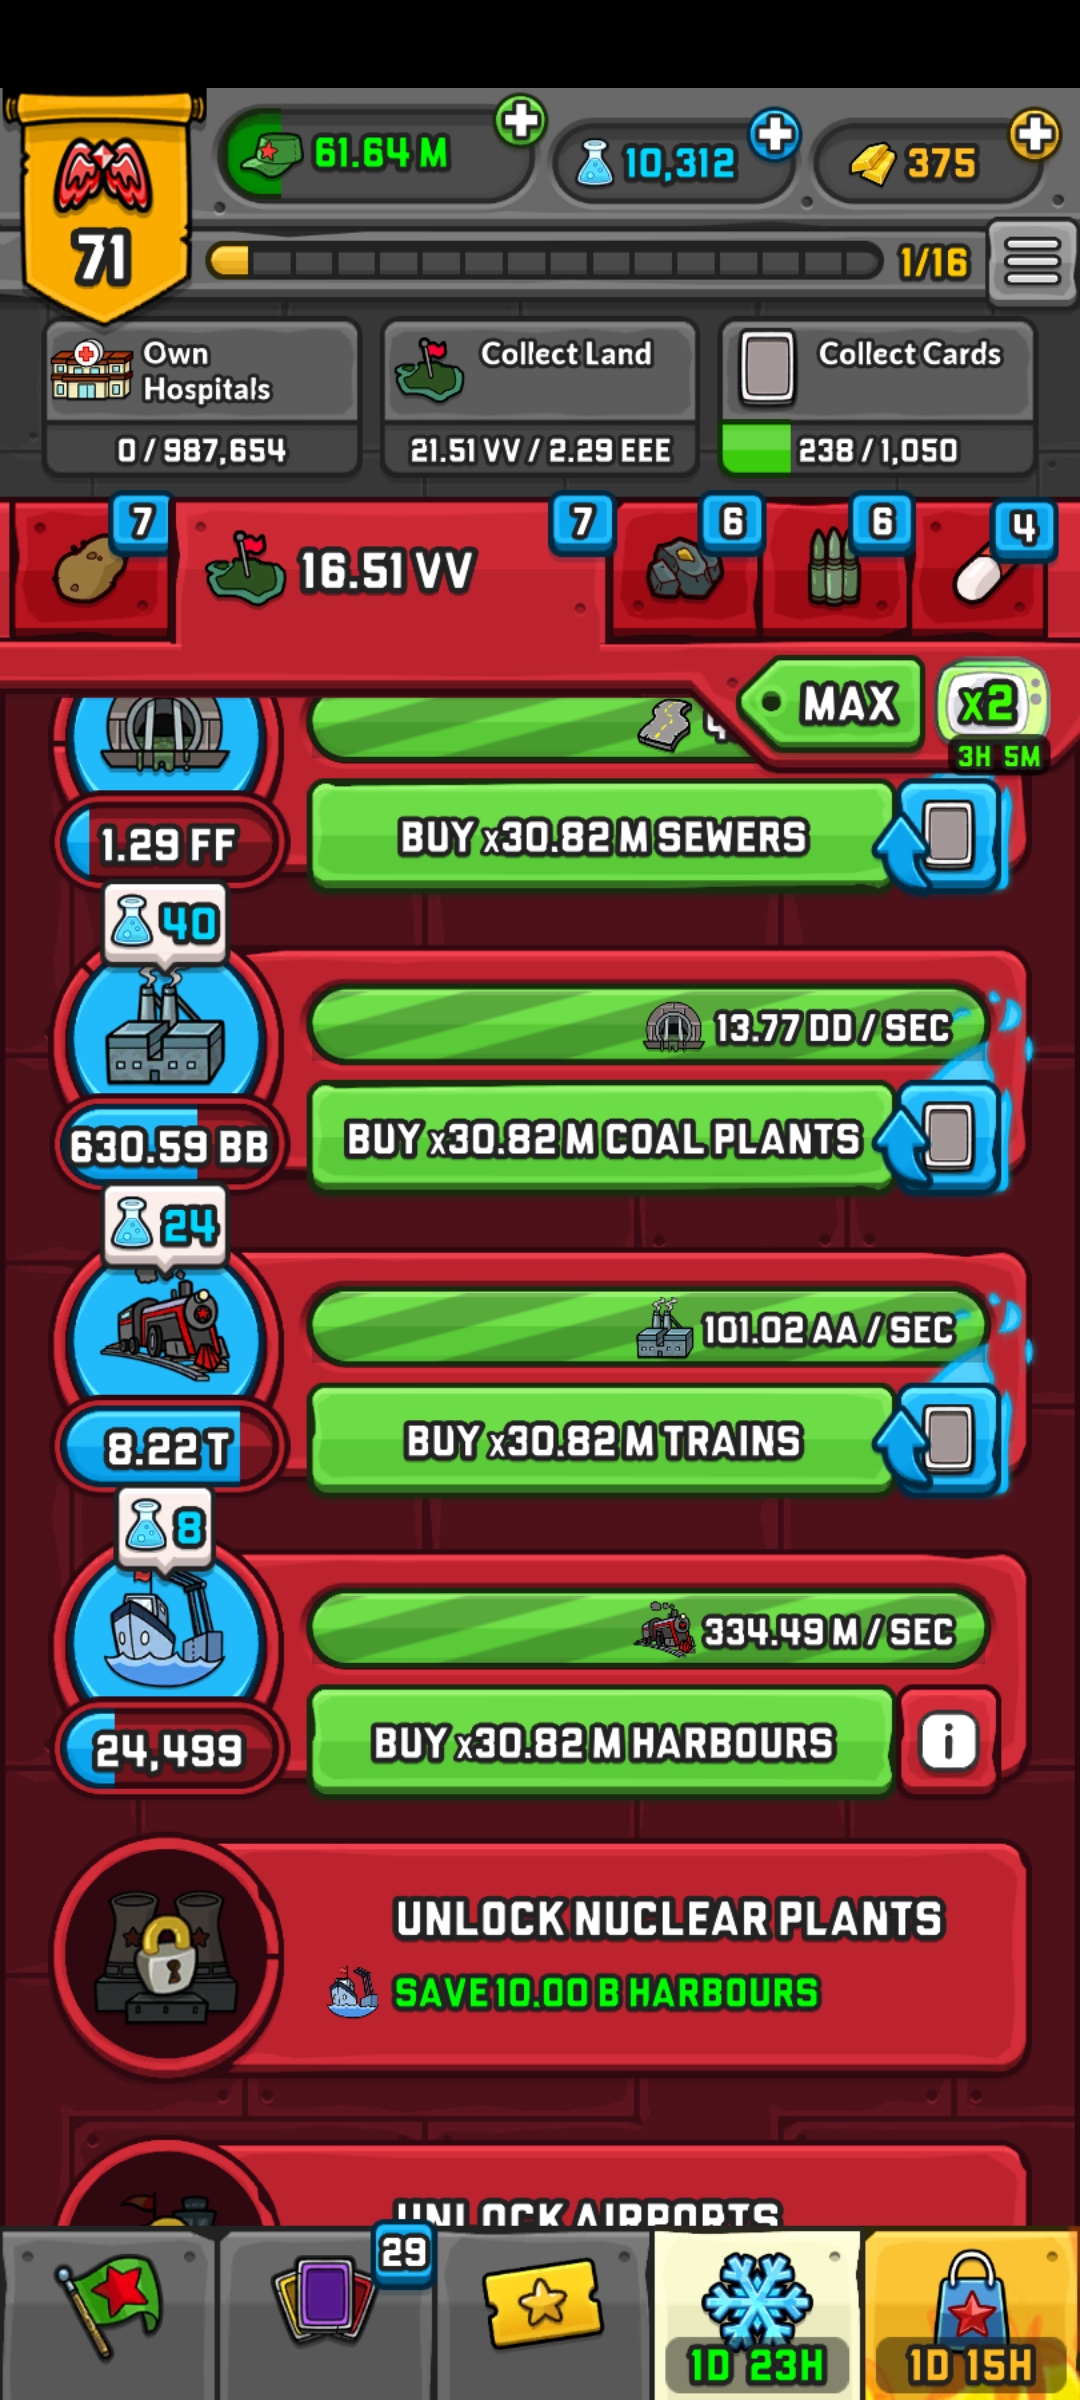 61.64 M
10,312
375
71
1/16
Own
Hospitals
0 / 987,654
Collect Land
21.51 VV / 2.29 EEE
Collect Cards
238 / 1,050
7
16.51 VV
7
6
6
4
MAX
x2
3H 5M
1.29 FF
BUY x30.82 M SEWERS
40
13.77 DD / SEC
630.59 BB
BUY x30.82 M COAL PLANTS
24
101.02 AA / SEC
8.22 T
BUY x30.82 M TRAINS
8
334.49 M / SEC
24,499
BUY x30.82 M HARBOURS
i
UNLOCK NUCLEAR PLANTS
SAVE 10.00 B HARBOURS
UNLOCK AIRPORTS
29
1D 23H
1D 15H